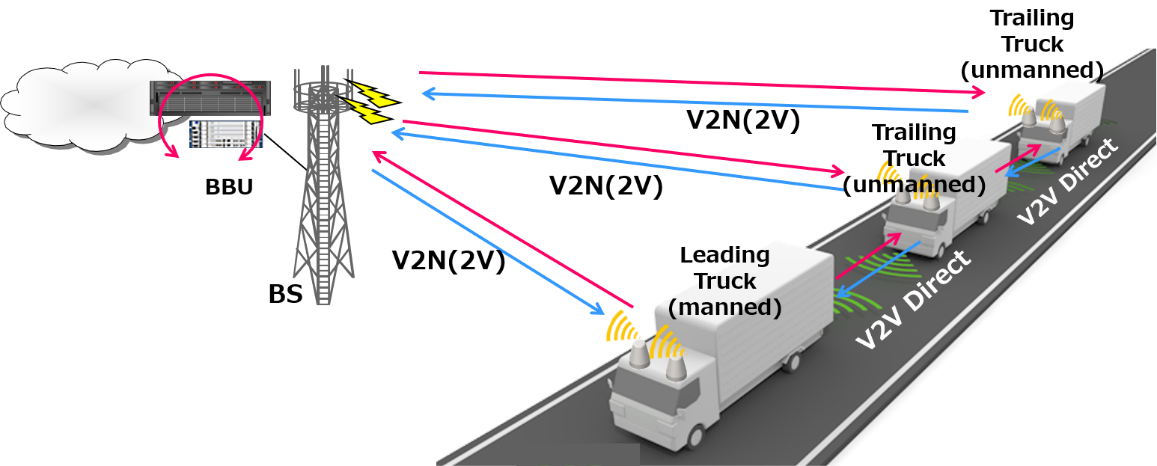 Trailing
Truck
(unmanned)
V2N(2V)
Trailing
Truck
(unmanned)
V2N(2V)
V2V Direct
BBU
V2N(2V)
BS
Leading
Truck
(manned)
V2V Direct